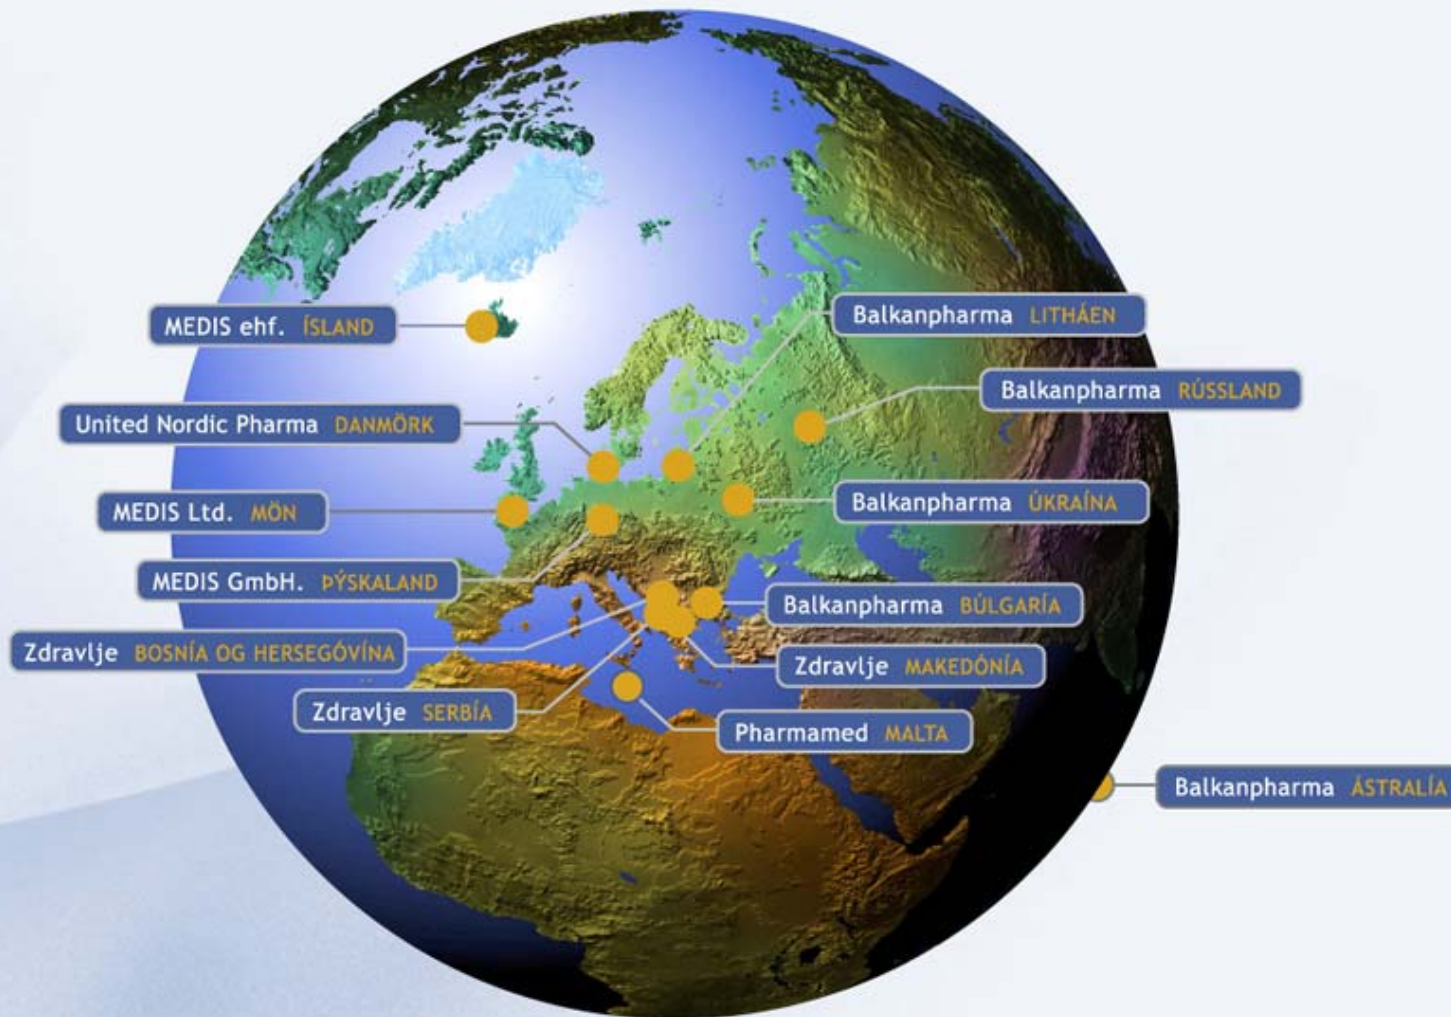 MEDIS ehf. ÍSLAND
Balkanpharma LITHÁEN
Balkanpharma RÚSSLAND
United Nordic Pharma DANMÖRK
MEDIS Ltd. MÖN
Balkanpharma ÚKRAÍNA
MEDIS GmbH. ÞÝSKALAND
Balkanpharma BÚLGARÍA
Zdravlje BOSNÍA OG HERSEGÓVÍNA
Zdravlje MAKEDÓNÍA
Zdravlje SERBÍA
Pharmamed MALTA
Balkanpharma ÁSTRALÍA